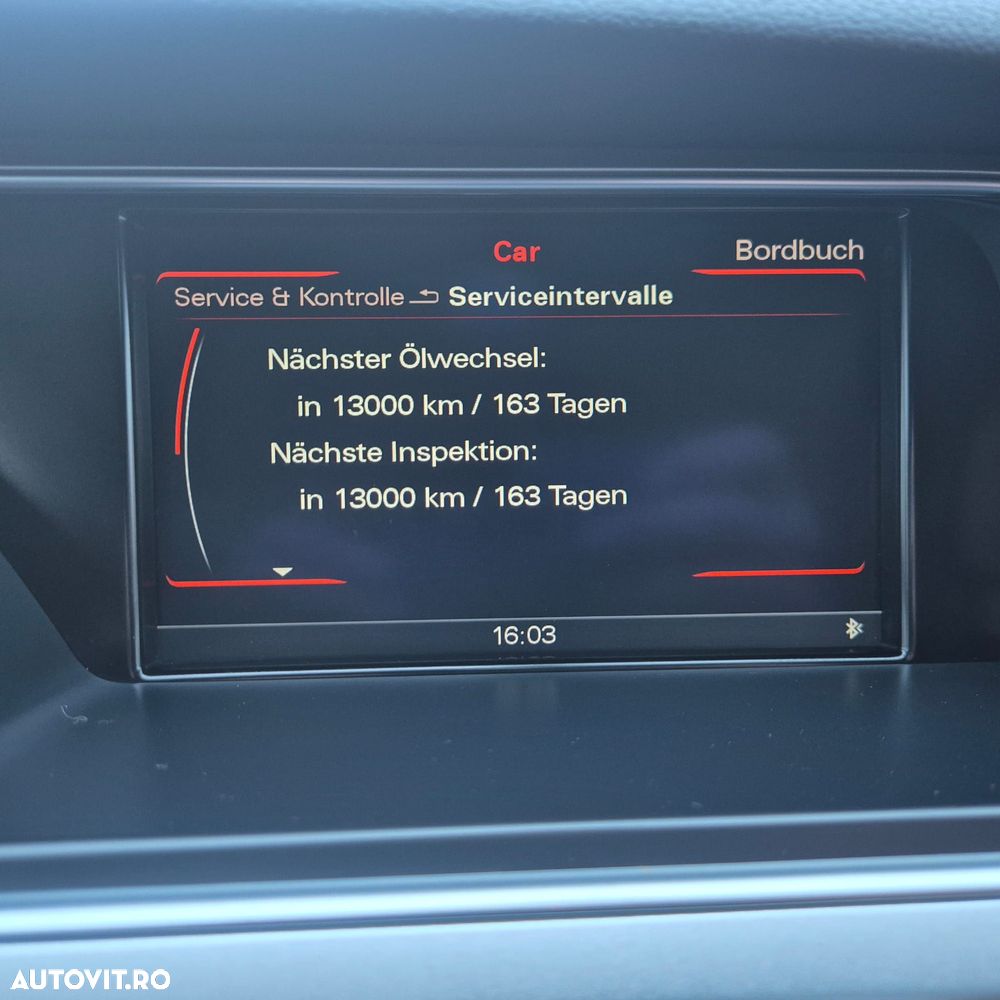 Car
Bordbuch
Service & Kontrolle Serviceintervalle
Nächster Ölwechsel:
in 13000 km / 163 Tagen
Nächste Inspektion:
in 13000 km / 163 Tagen
16:03
AUTOVIT.RO